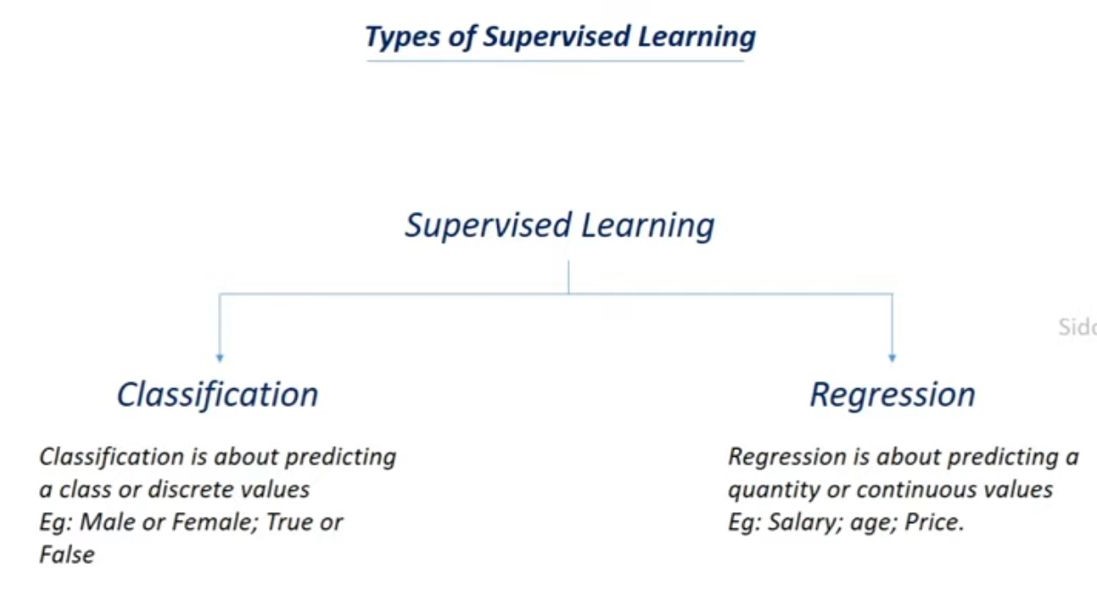 Types of Supervised Learning
Supervised Learning
Classification
Classification is about predicting
a class or discrete values
Eg: Male or Female; True or
False
Regression
Regression is about predicting a
quantity or continuous values
Eg: Salary; age; Price.